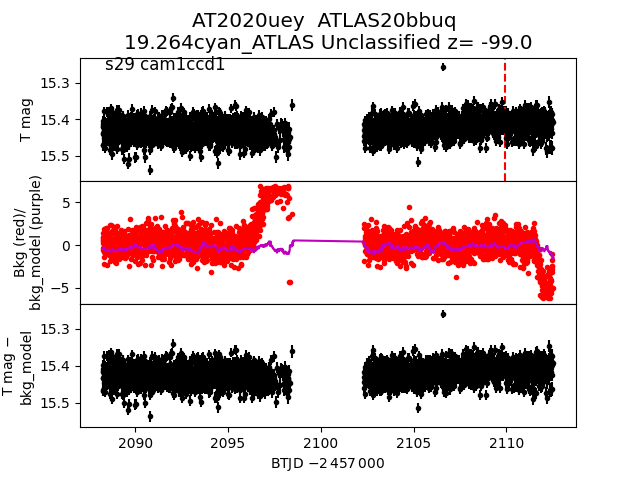 AT2020uey  ATLAS20bbuq
19.264cyan_ATLAS Unclassified z= -99.0
s29 cam1ccd1
15.3
15.4
15.5
T mag
5
0
−5
Bkg (red)/
bkg_model (purple)
15.3
15.4
15.5
T mag −
bkg_model
2090
2095
2100
2105
2110
BTJD −2 457 000